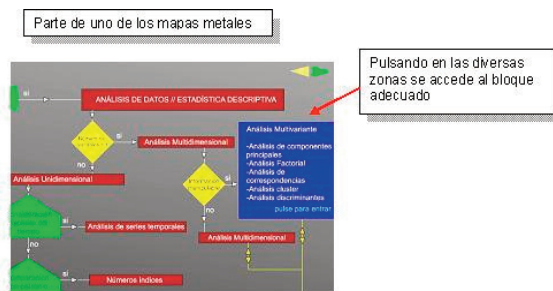 Parte de uno de los mapas metales
Pulsando en las diversas
zonas se accede al bloque
adecuado
si
ANÁLISIS DE DATOS // ESTADÍSTICA DESCRIPTIVA
si
Análisis Multidimensional
no
Análisis Unidimensional
si
Análisis Multivariante
-Análisis de componentes
principales
-Análisis Factorial
-Análisis de
correspondencias
-Análisis cluster
-Análisis discriminantes
pulse para entrar
si
Análisis de series temporales
no
Análisis Multidimensional
no
si
Números índices